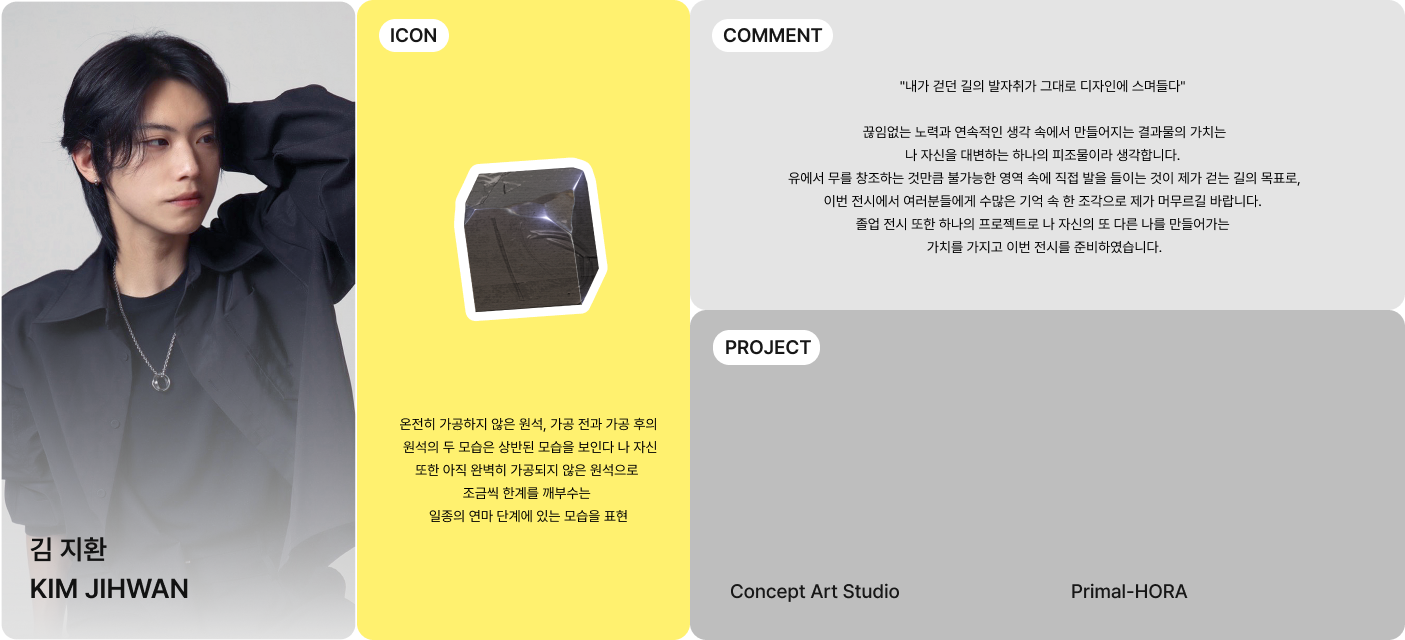 김 지환
KIM JIHWAN
ICON
온전히 가공하지 않은 원석, 가공 전과 가공 후의
원석의 두 모습은 상반된 모습을 보인다 나 자신
또한 아직 완벽히 가공되지 않은 원석으로
조금씩 한계를 깨부수는
일종의 연마 단계에 있는 모습을 표현
COMMENT
"내가 걷던 길의 발자취가 그대로 디자인에 스며들다"
끊임없는 노력과 연속적인 생각 속에서 만들어지는 결과물의 가치는
나 자신을 대변하는 하나의 피조물이라 생각합니다.
유에서 무를 창조하는 것만큼 불가능한 영역 속에 직접 발을 들이는 것이 제가 걷는 길의 목표로,
이번 전시에서 여러분들에게 수많은 기억 속 한 조각으로 제가 머무르길 바랍니다.
졸업 전시 또한 하나의 프로젝트로 나 자신의 또 다른 나를 만들어가는
가치를 가지고 이번 전시를 준비하였습니다.
PROJECT
Concept Art Studio
Primal-HORA